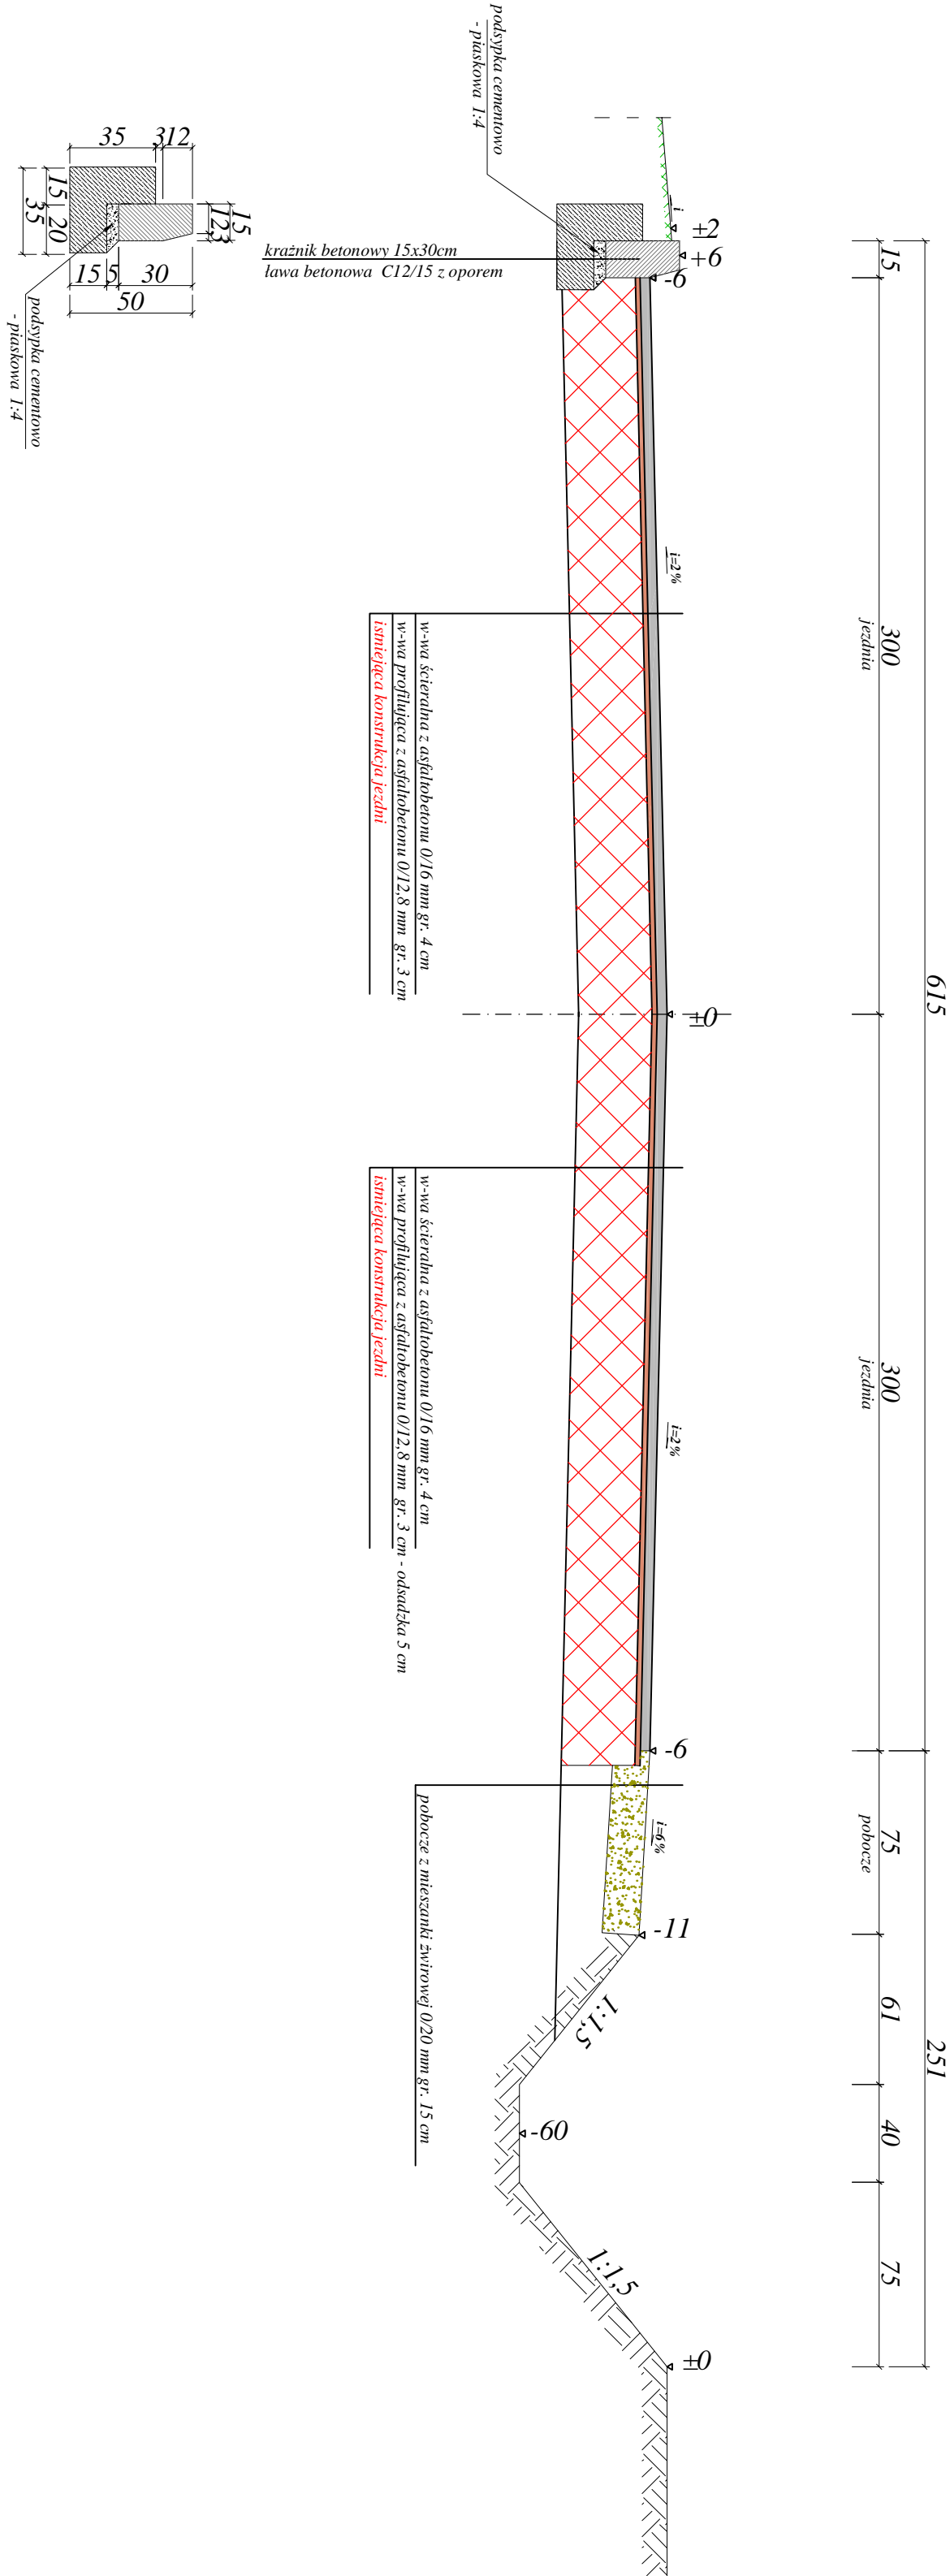 615
251
15
300
jezdnia
300
jezdnia
75
pobocze
61
40
75
i
±2
+6
-6
i=2%
±0
i=2%
-6
i=6%
-11
1:1,5
-60
1:1,5
±0
podsypka cementowo
- piaskowa 1:4
krażnik betonowy 15x30cm
ława betonowa C12/15 z oporem
w-wa ścieralna z asfaltobetonu 0/16 mm gr. 4 cm
w-wa profilująca z asfaltobetonu 0/12,8 mm gr. 3 cm
istniejąca konstrukcja jezdni
w-wa ścieralna z asfaltobetonu 0/16 mm gr. 4 cm
w-wa profilująca z asfaltobetonu 0/12,8 mm gr. 3 cm - odsadzka 5 cm
istniejąca konstrukcja jezdni
pobocze z mieszanki żwirowej 0/20 mm gr. 15 cm
35
3
12
15
20
35
15
12
3
15
5
30
50
podsypka cementowo
- piaskowa 1:4